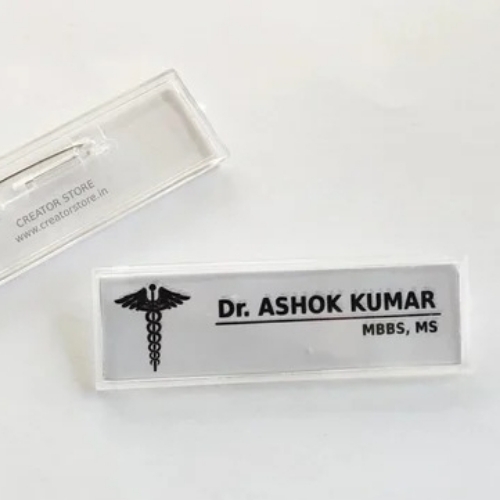 CREATOR STORE
www.creatorstore.in
Dr. ASHOK KUMAR
MBBS, MS